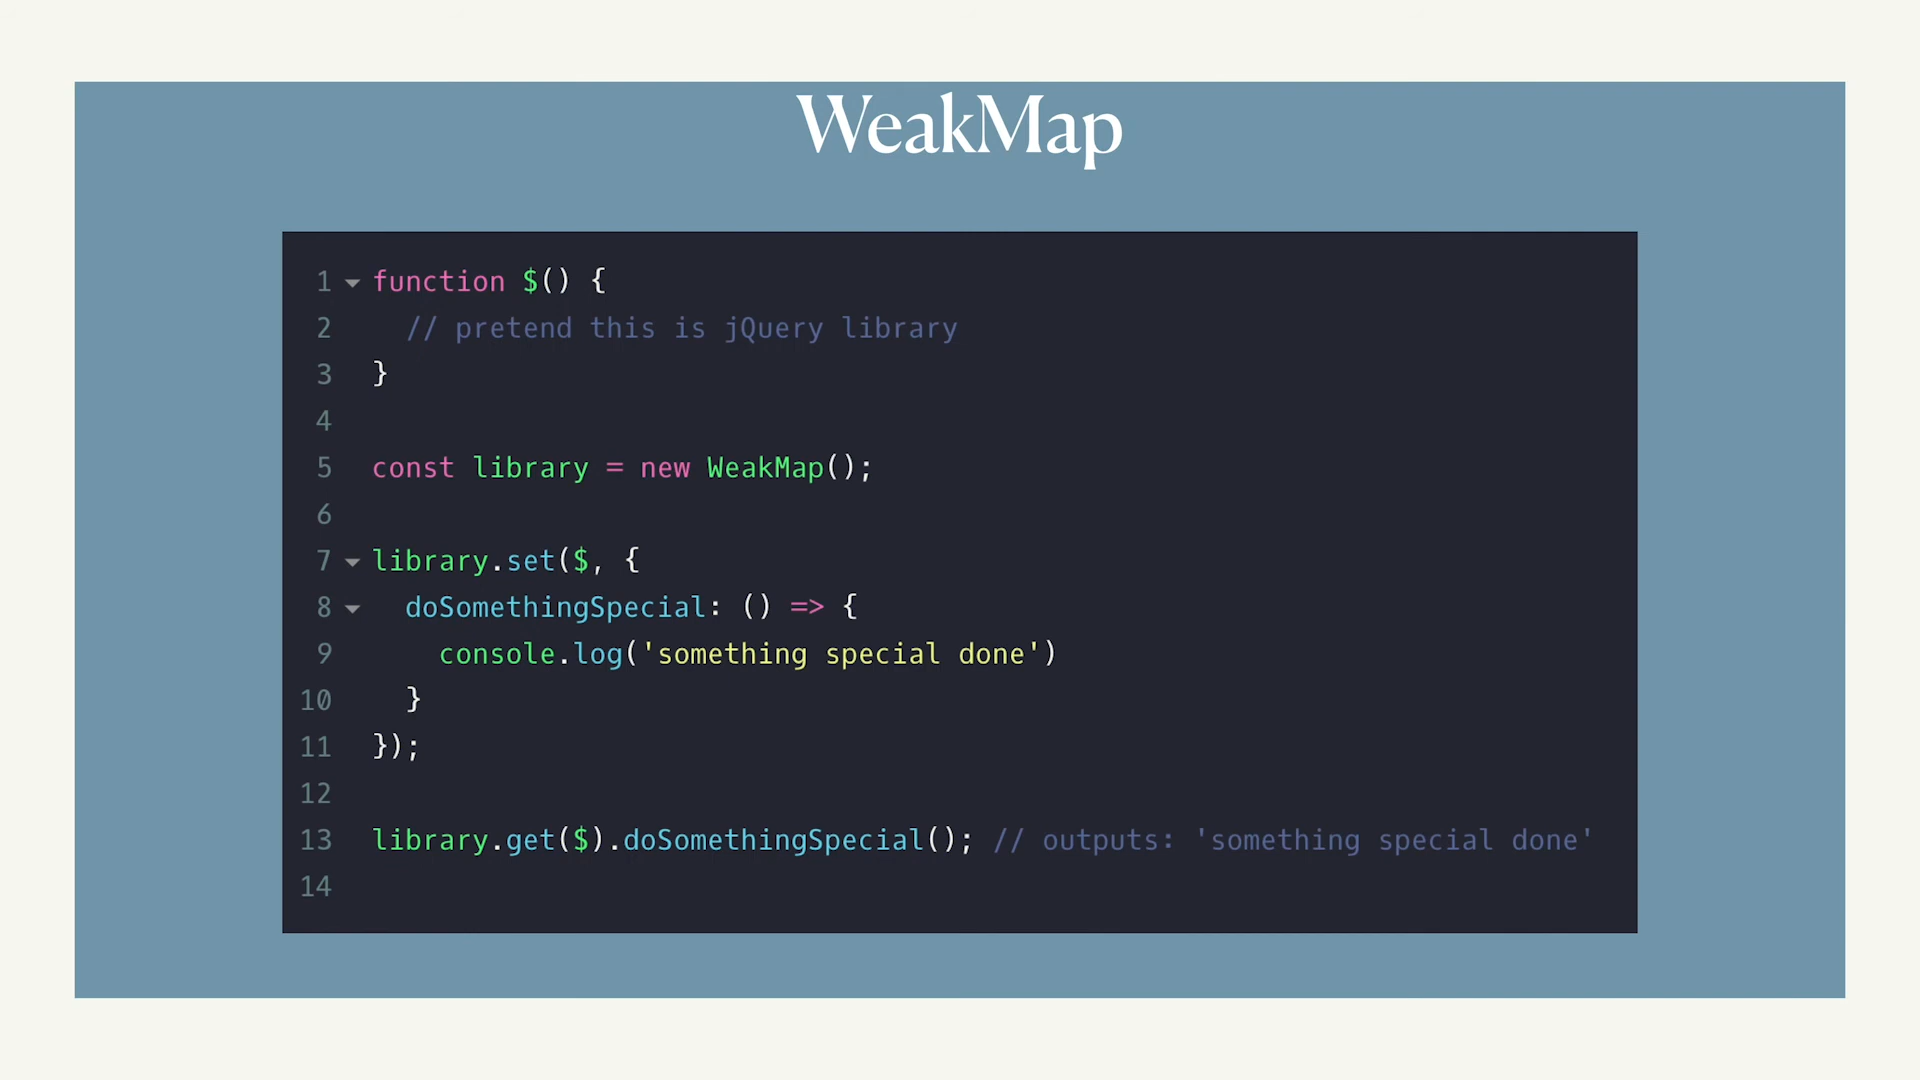 WeakMap
1 function $() {
2 // pretend this is jQuery library
3 }
4
5 const library = new WeakMap();
6
7 library.set($, {
8 doSomethingSpecial: () => {
9 console.log('something special done')
10 }
11 });
12
13 library.get($).doSomethingSpecial(); // outputs: 'something special done'
14